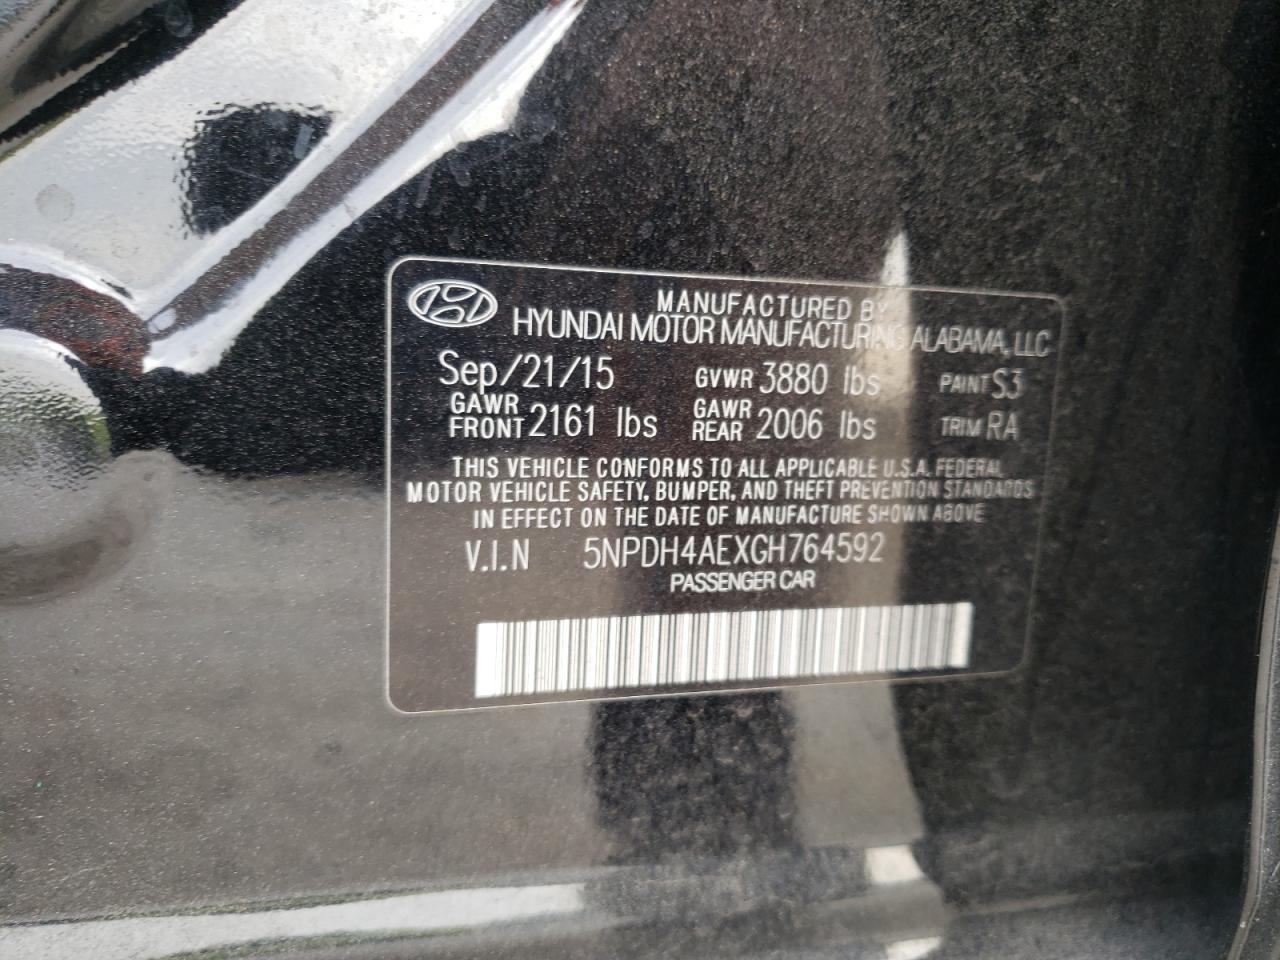 MANUFACTURED BY
HYUNDAI MOTOR MANUFACTURING ALABAMA, LLC
Sep/21/15 GVWR 3880 lbs PAINT S3
GAWR FRONT 2161 lbs GAWR REAR 2006 lbs TRIM RA
THIS VEHICLE CONFORMS TO ALL APPLICABLE U.S.A. FEDERAL
MOTOR VEHICLE SAFETY, BUMPER, AND THEFT PREVENTION STANDARDS
IN EFFECT ON THE DATE OF MANUFACTURE SHOWN ABOVE
V.I.N 5NPDH4AEXGH764592
PASSENGER CAR